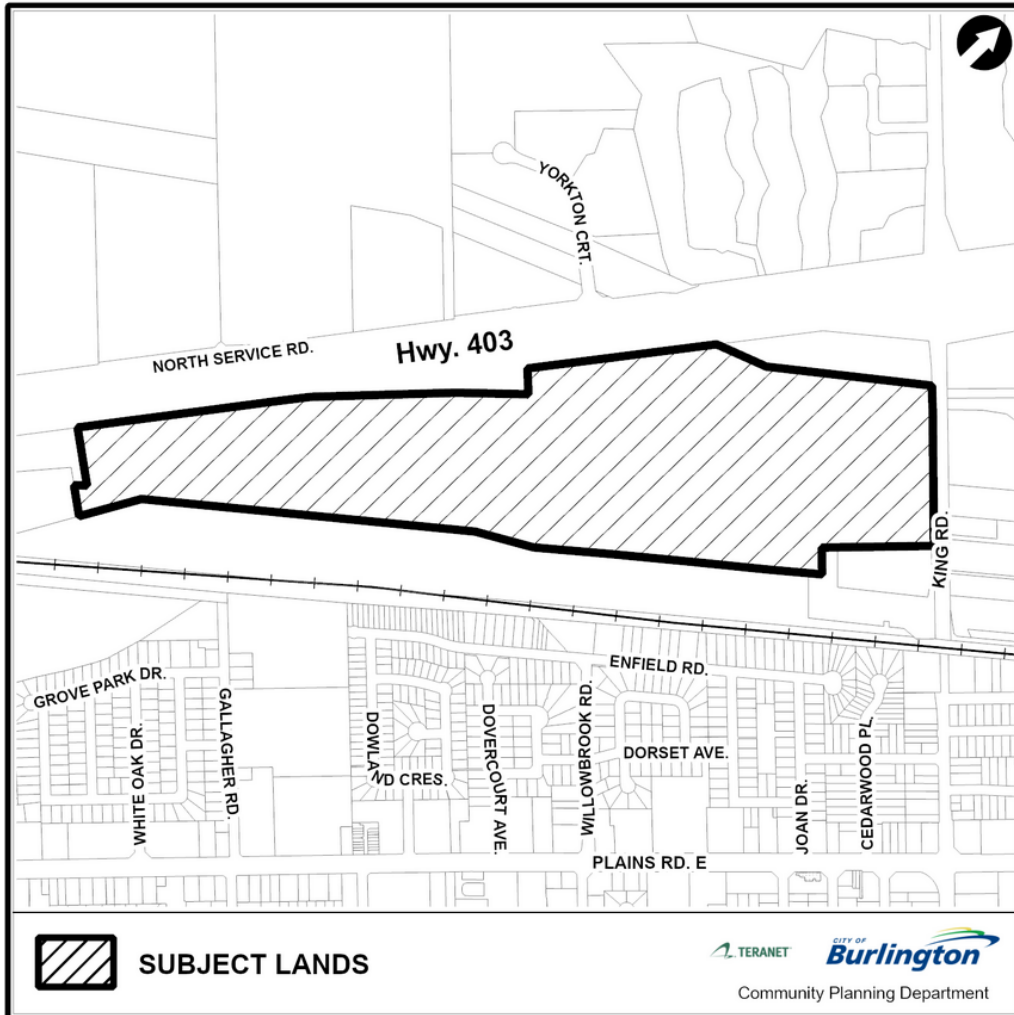 YORKTON CRT.
NORTH SERVICE RD.
Hwy. 403
KING RD.
ENFIELD RD.
GROVE PARK DR.
WHITE OAK DR.
GALLAGHER RD.
DOWLAND CRES.
DOVERCOURT AVE.
WILLOWBROOK RD.
DORSET AVE.
JOAN DR.
CEDARWOOD PL.
PLAINS RD. E
SUBJECT LANDS
TERANET
CITY OF
Burlington
Community Planning Department